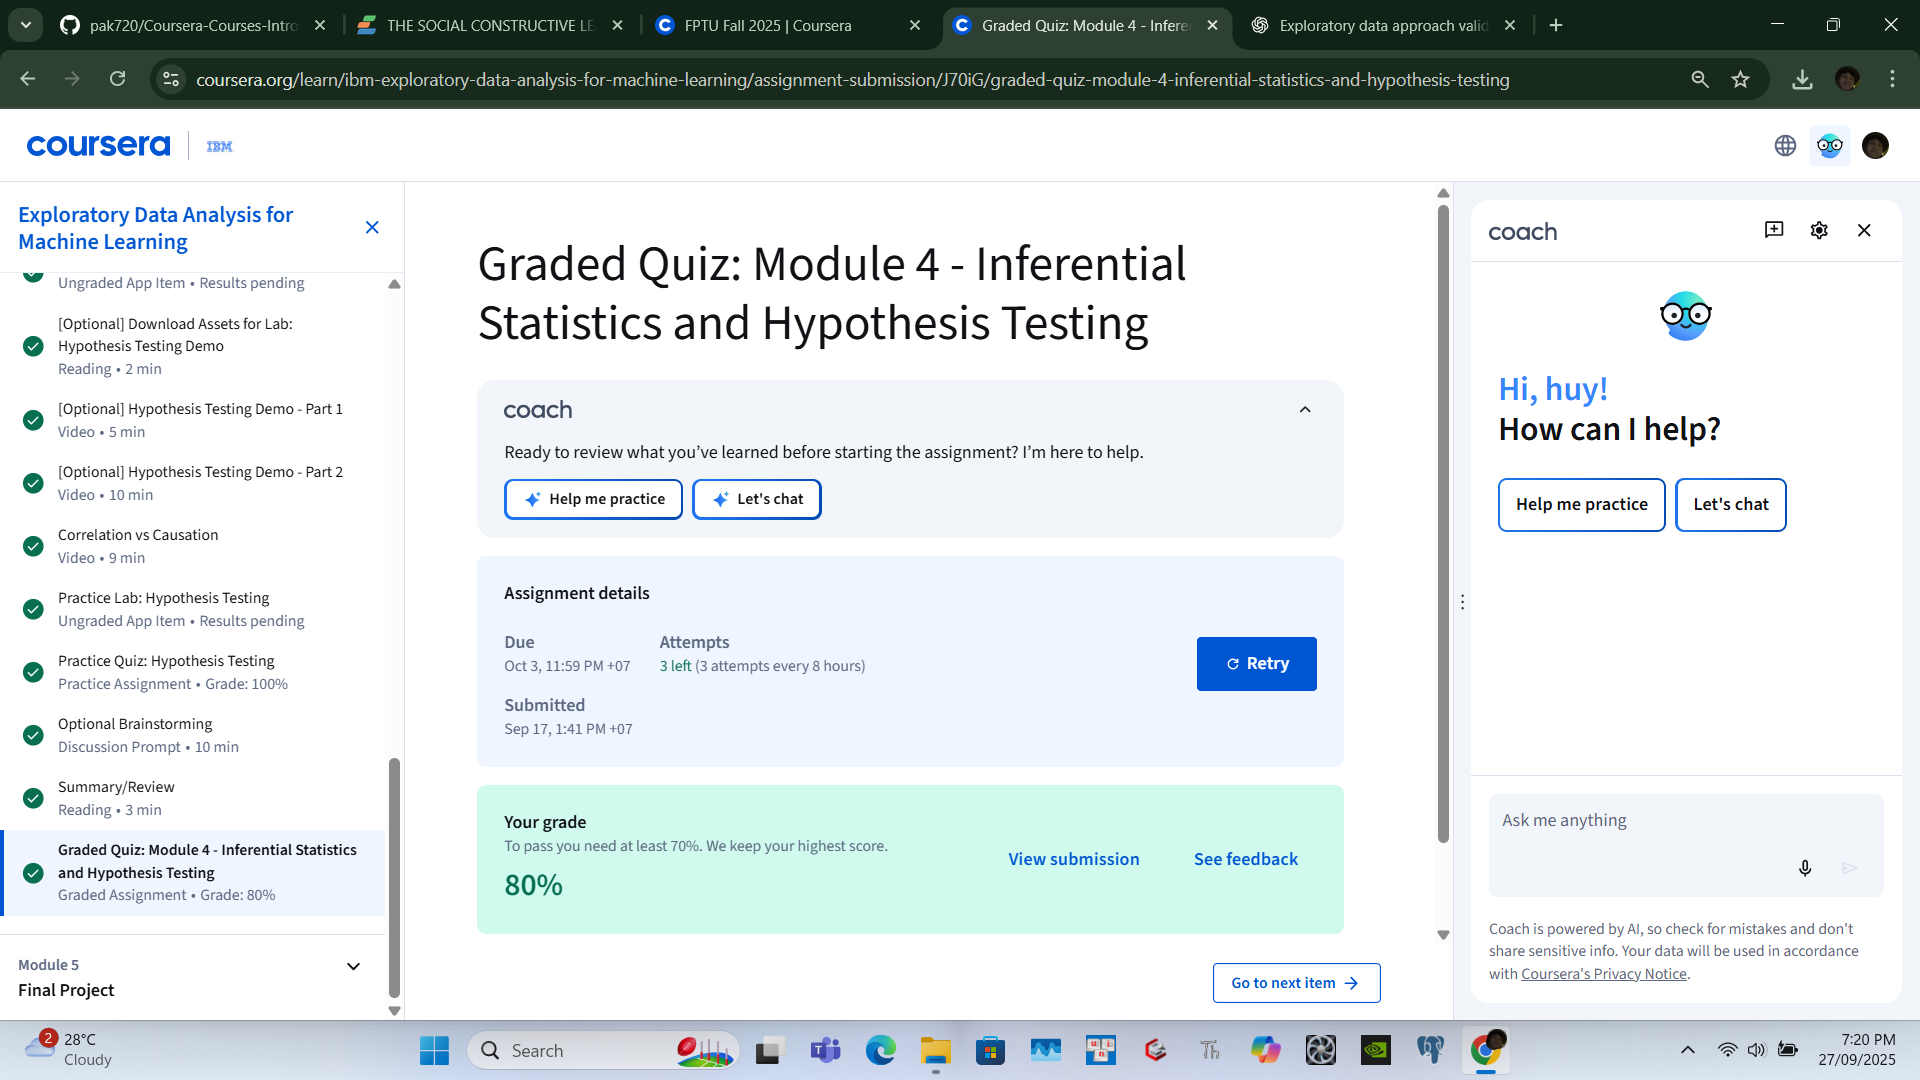 pak720/Coursera-Courses-Intro
THE SOCIAL CONSTRUCTIVE LE
FPTU Fall 2025 | Coursera
Graded Quiz: Module 4 - Infere
Exploratory data approach valid
coursera.org/learn/ibm-exploratory-data-analysis-for-machine-learning/assignment-submission/J70iG/graded-quiz-module-4-inferential-statistics-and-hypothesis-testing
coursera
IBM
Exploratory Data Analysis for
Machine Learning
Ungraded App Item • Results pending
[Optional] Download Assets for Lab:
Hypothesis Testing Demo
Reading • 2 min
[Optional] Hypothesis Testing Demo - Part 1
Video • 5 min
[Optional] Hypothesis Testing Demo - Part 2
Video • 10 min
Correlation vs Causation
Video • 9 min
Practice Lab: Hypothesis Testing
Ungraded App Item • Results pending
Practice Quiz: Hypothesis Testing
Practice Assignment • Grade: 100%
Optional Brainstorming
Discussion Prompt • 10 min
Summary/Review
Reading • 3 min
Graded Quiz: Module 4 - Inferential Statistics
and Hypothesis Testing
Graded Assignment • Grade: 80%
Module 5
Final Project
Graded Quiz: Module 4 - Inferential
Statistics and Hypothesis Testing
coach
Ready to review what you’ve learned before starting the assignment? I’m here to help.
Help me practice
Let's chat
Assignment details
Due
Attempts
Oct 3, 11:59 PM +07
3 left (3 attempts every 8 hours)
Retry
Submitted
Sep 17, 1:41 PM +07
Your grade
To pass you need at least 70%. We keep your highest score.
80%
View submission
See feedback
Go to next item
coach
Hi, huy!
How can I help?
Help me practice
Let's chat
Ask me anything
Coach is powered by AI, so check for mistakes and don't
share sensitive info. Your data will be used in accordance
with Coursera's Privacy Notice.
2
28°C
Cloudy
Search
Th
7:20 PM
27/09/2025